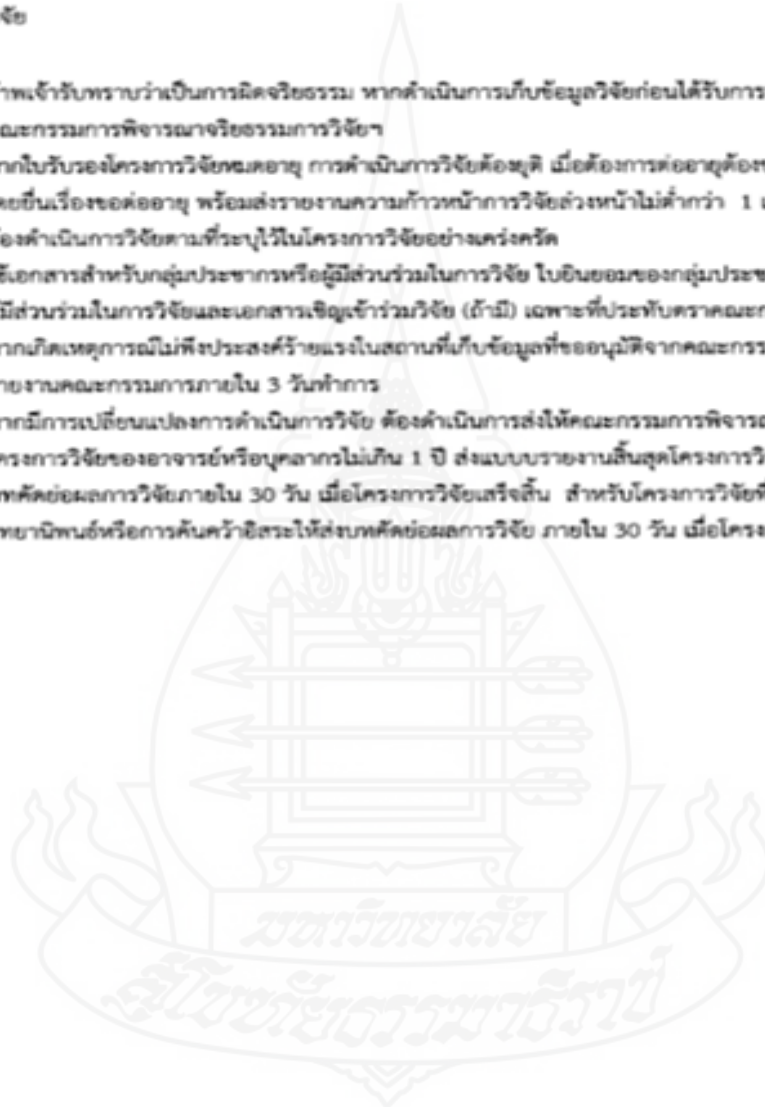 วิจัย
าพเจ้ารับทราบว่าเป็นการผิดจริยธรรม หากดำเนินการเก็บข้อมูลวิจัยก่อนได้รับการ
ณะกรรมการพิจารณาจริยธรรมการวิจัยฯ
ากใบรับรองโครงการวิจัยหมดอายุ การดำเนินการวิจัยต้องยุติ เมื่อต้องการต่ออายุต้องข
ดยยื่นเรื่องขอต่ออายุ พร้อมส่งรายงานความก้าวหน้าการวิจัยล่วงหน้าไม่ต่ำกว่า 1 เ
้องดำเนินการวิจัยตามที่ระบุไว้ในโครงการวิจัยอย่างเคร่งครัด
ช้เอกสารสำหรับกลุ่มประชากรหรือผู้มีส่วนร่วมในการวิจัย ใบยินยอมของกลุ่มประช
มีส่วนร่วมในการวิจัยและเอกสารเชิญเข้าร่วมวิจัย (ถ้ามี) เฉพาะที่ประทับตราคณะก
ากเกิดเหตุการณ์ไม่พึงประสงค์ร้ายแรงในสถานที่เก็บข้อมูลที่ขออนุมัติจากคณะกรร
ายงานคณะกรรมการภายใน 3 วันทำการ
ากมีการเปลี่ยนแปลงการดำเนินการวิจัย ต้องดำเนินการส่งให้คณะกรรมการพิจารณ
ครงการวิจัยของอาจารย์หรือบุคลากรไม่เกิน 1 ปี ส่งแบบรายงานสิ้นสุดโครงการวิ
ทคัดย่อผลการวิจัยภายใน 30 วัน เมื่อโครงการวิจัยเสร็จสิ้น สำหรับโครงการวิจัยที่
ทยานิพนธ์หรือการค้นคว้าอิสระให้ส่งบทคัดย่อผลการวิจัย ภายใน 30 วัน เมื่อโครง
มหาวิทยาลัย
สุโขทัยธรรมาธิราช